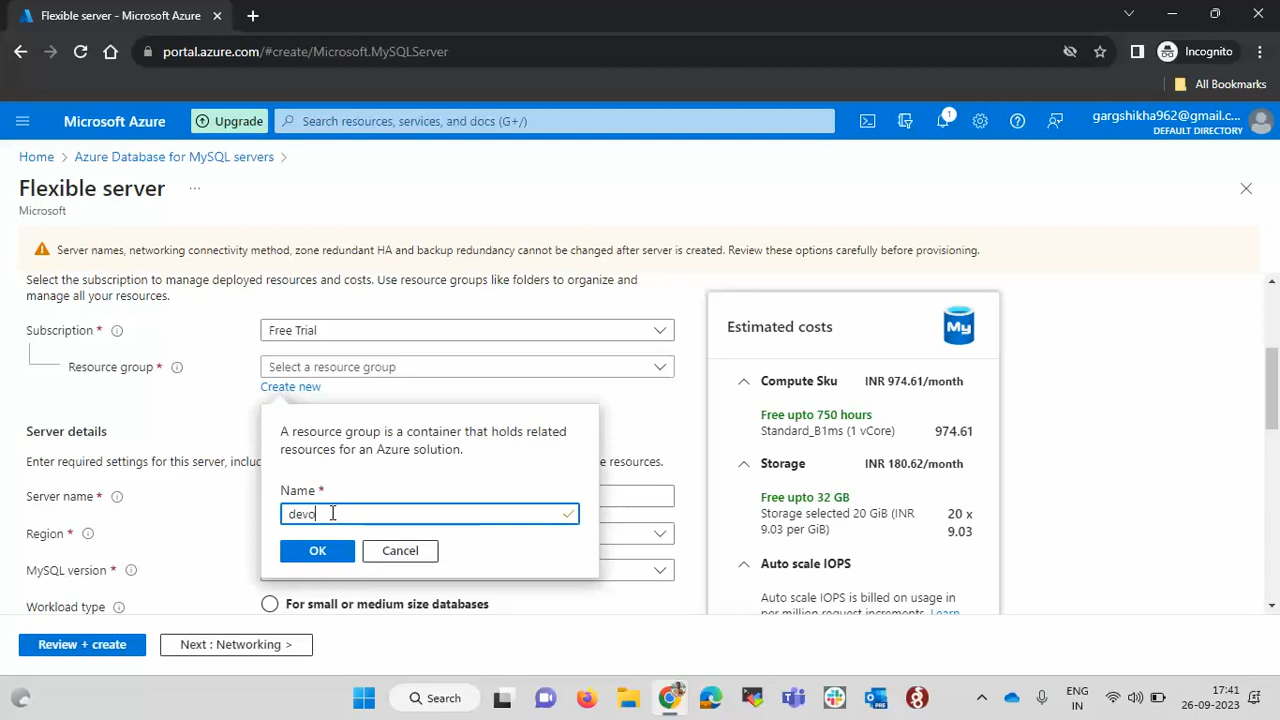 Flexible server - Microsoft Azure
portal.azure.com/#create/Microsoft.MySQLServer
Incognito
All Bookmarks
Microsoft Azure
Upgrade
Search resources, services, and docs (G+/)
1
gargshikha962@gmail.c...
DEFAULT DIRECTORY
Home > Azure Database for MySQL servers >
Flexible server ...
Microsoft
Server names, networking connectivity method, zone redundant HA and backup redundancy cannot be changed after server is created. Review these options carefully before provisioning.
Select the subscription to manage deployed resources and costs. Use resource groups like folders to organize and
manage all your resources.
Subscription *
Free Trial
Resource group *
Select a resource group
Create new
A resource group is a container that holds related
resources for an Azure solution.
Name *
devo
OK
Cancel
Server details
Enter required settings for this server, inclu
e resources.
Server name *
Region *
MySQL version *
Workload type
For small or medium size databases
Estimated costs
My
Compute Sku INR 974.61/month
Free upto 750 hours
Standard_B1ms (1 vCore) 974.61
Storage INR 180.62/month
Free upto 32 GB
Storage selected 20 GiB (INR 20 x
9.03 per GiB) 9.03
Auto scale IOPS
Auto scale IOPS is billed on usage in
per million request increments. Learn
Review + create
Next : Networking >
Search
PRE
ENG
IN
17:41
26-09-2023